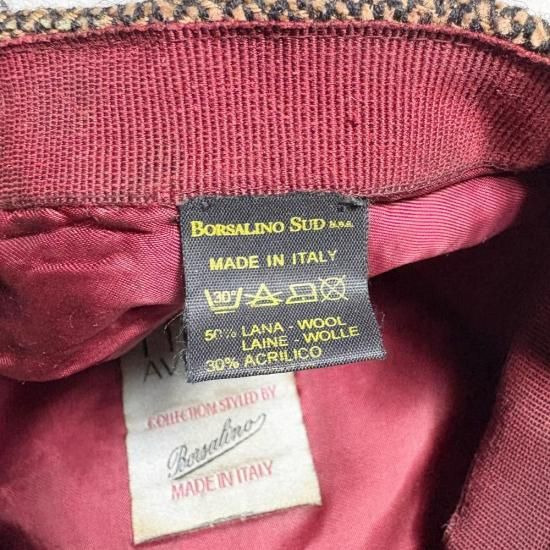 BORSALINO SUD
MADE IN ITALY
30°
50% LANA - WOOL
LAINE - WOLLE
30% ACRILICO
COLLECTION STYLED BY
Borsalino
MADE IN ITALY